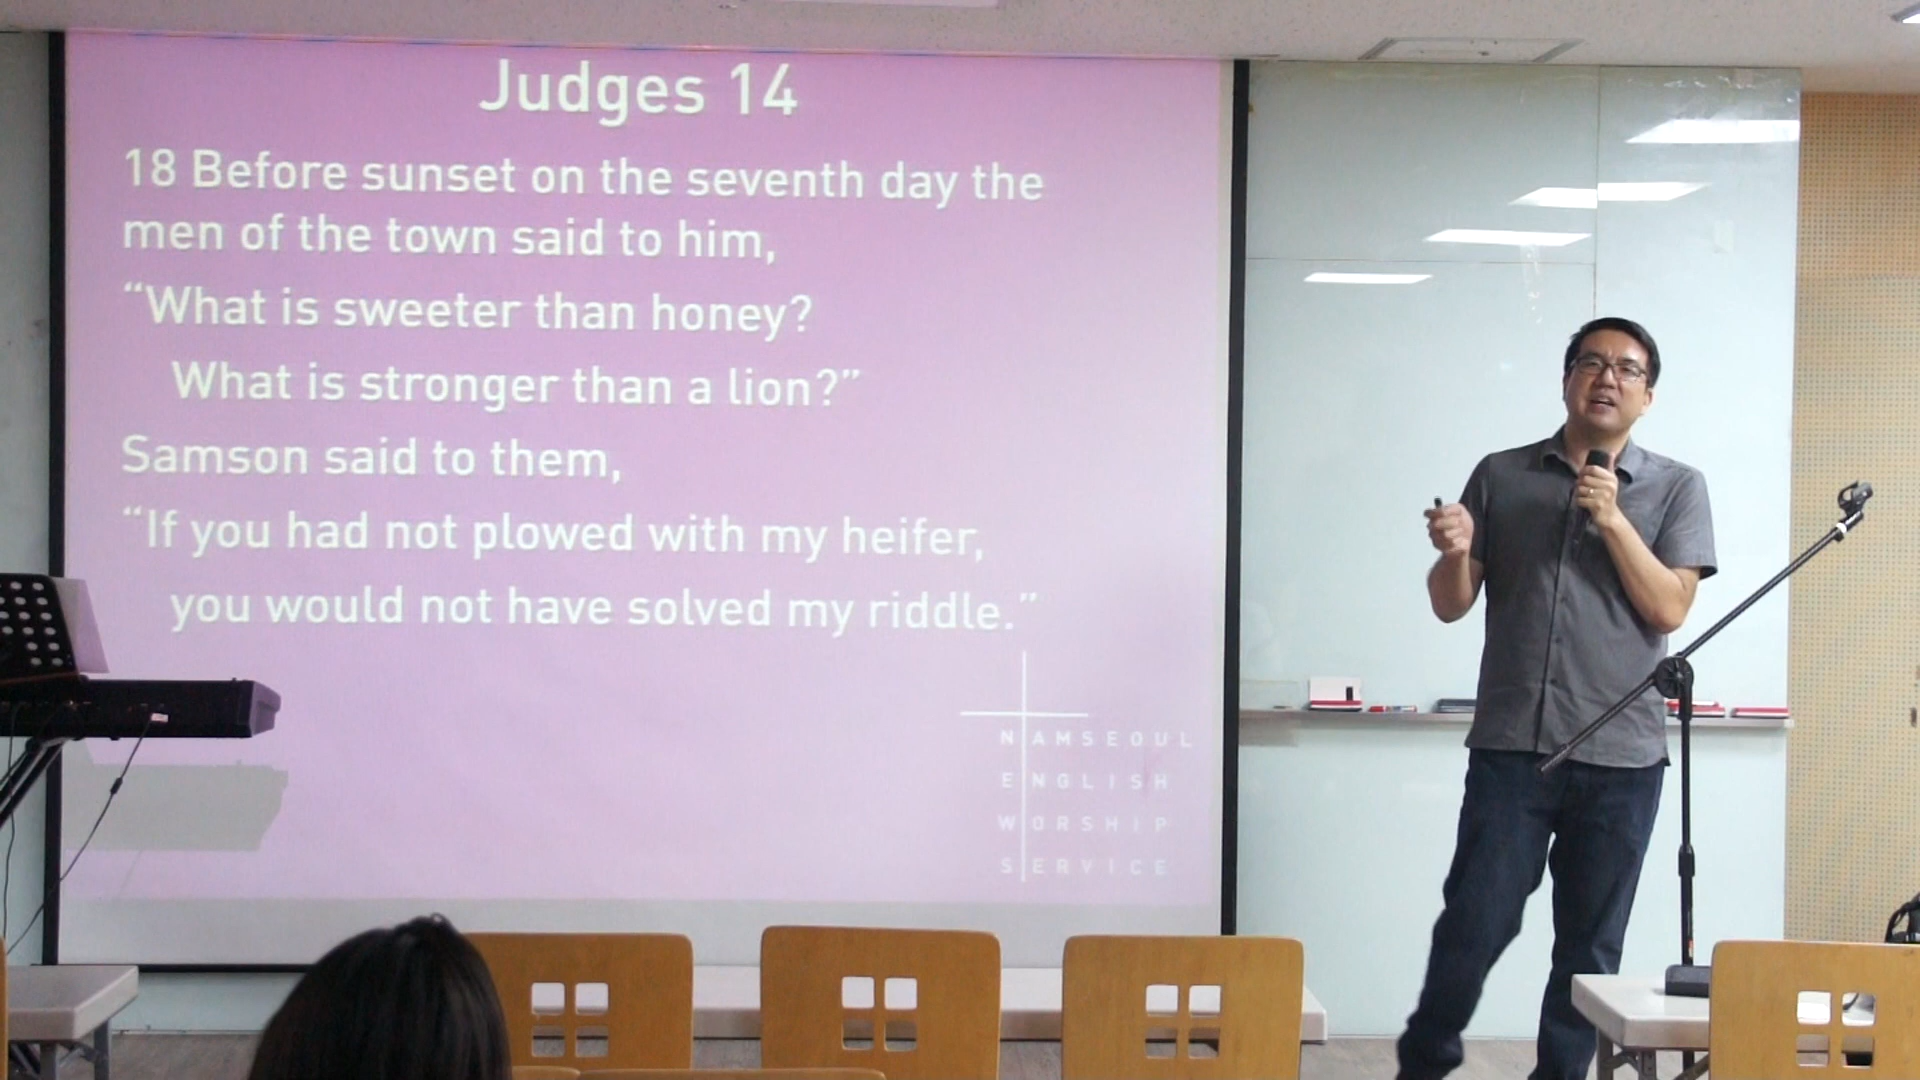 Judges 14
18 Before sunset on the seventh day the
men of the town said to him,
“What is sweeter than honey?
What is stronger than a lion?”
Samson said to them,
“If you had not plowed with my heifer,
you would not have solved my riddle.”
NAMSEOUL
ENGLISH
WORSHIP
SERVICE